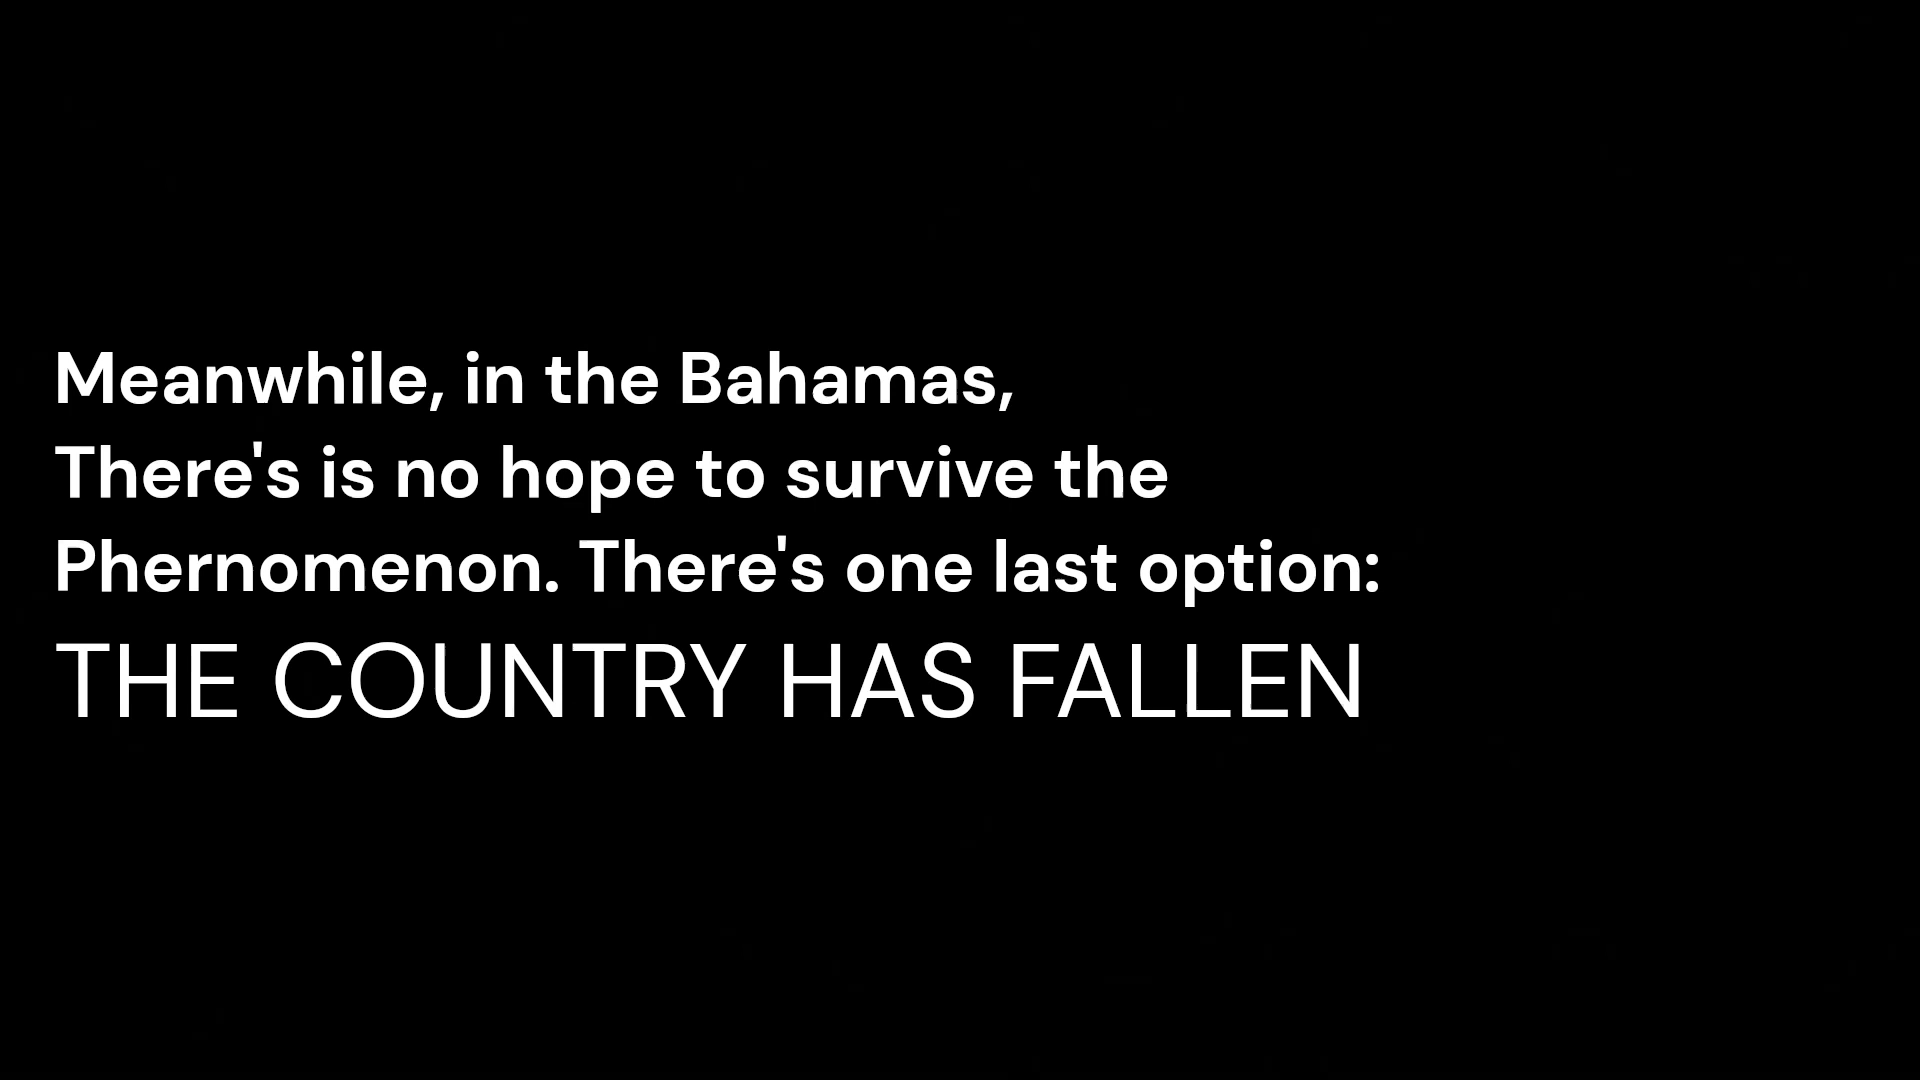 Meanwhile, in the Bahamas,
There's is no hope to survive the
Phernomenon. There's one last option:
THE COUNTRY HAS FALLEN